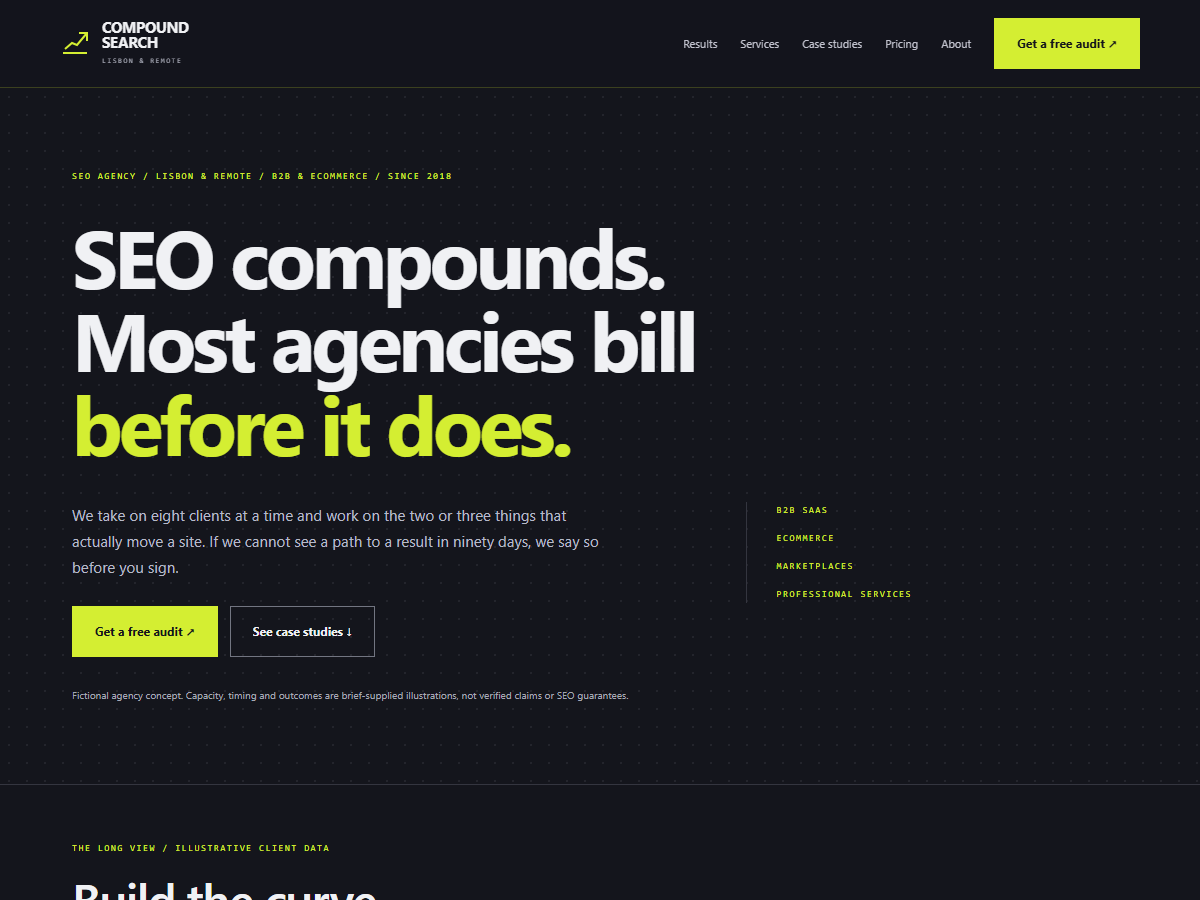 COMPOUND
SEARCH
LISBON & REMOTE
Results
Services
Case studies
Pricing
About
Get a free audit ↗
SEO AGENCY / LISBON & REMOTE / B2B & ECOMMERCE / SINCE 2018
SEO compounds.
Most agencies bill
before it does.
We take on eight clients at a time and work on the two or three things that
actually move a site. If we cannot see a path to a result in ninety days, we say so
before you sign.
B2B SAAS
ECOMMERCE
MARKETPLACES
PROFESSIONAL SERVICES
Get a free audit ↗
See case studies ↓
Fictional agency concept. Capacity, timing and outcomes are brief-supplied illustrations, not verified claims or SEO guarantees.
THE LONG VIEW / ILLUSTRATIVE CLIENT DATA
Build the curve